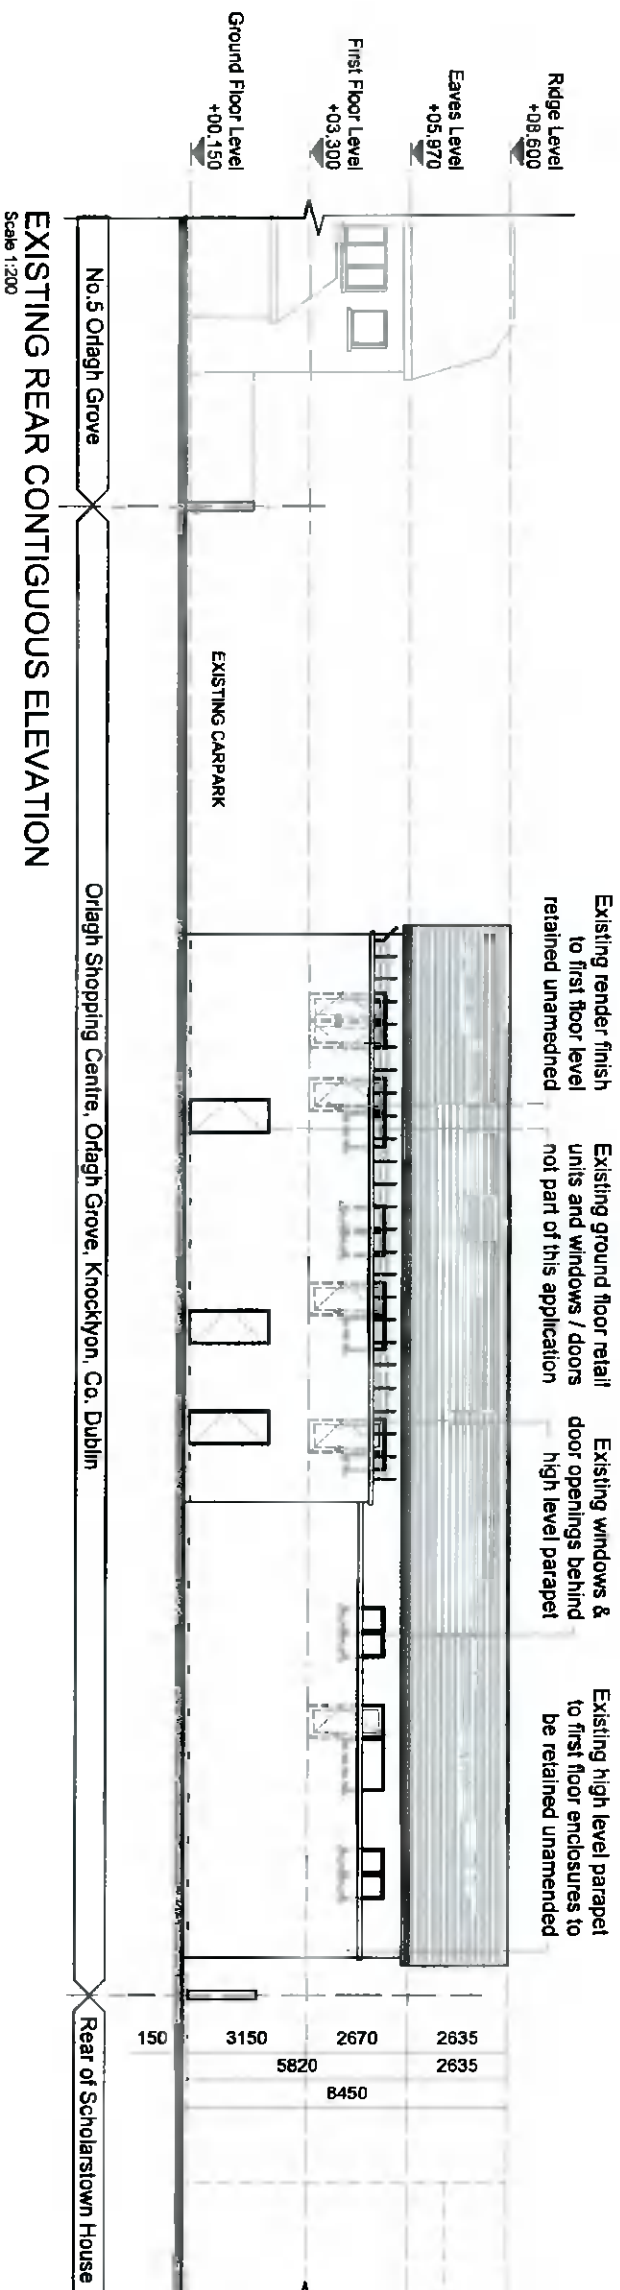 Ridge Level
+08.600
Eaves Level
+05.970
First Floor Level
+03.300
Ground Floor Level
+00.150
Existing render finish
to first floor level
retained unamedned
Existing ground floor retail
units and windows / doors
not part of this application
Existing windows &
door openings behind
high level parapet
Existing high level parapet
to first floor enclosures to
be retained unamended
EXISTING CARPARK
150
3150
2670
2635
5820
2635
8450
No.5 Orlagh Grove
Orlagh Shopping Centre, Orlagh Grove, Knocklyon, Co. Dublin
Rear of Scholarstown House
EXISTING REAR CONTIGUOUS ELEVATION
Scale 1:200